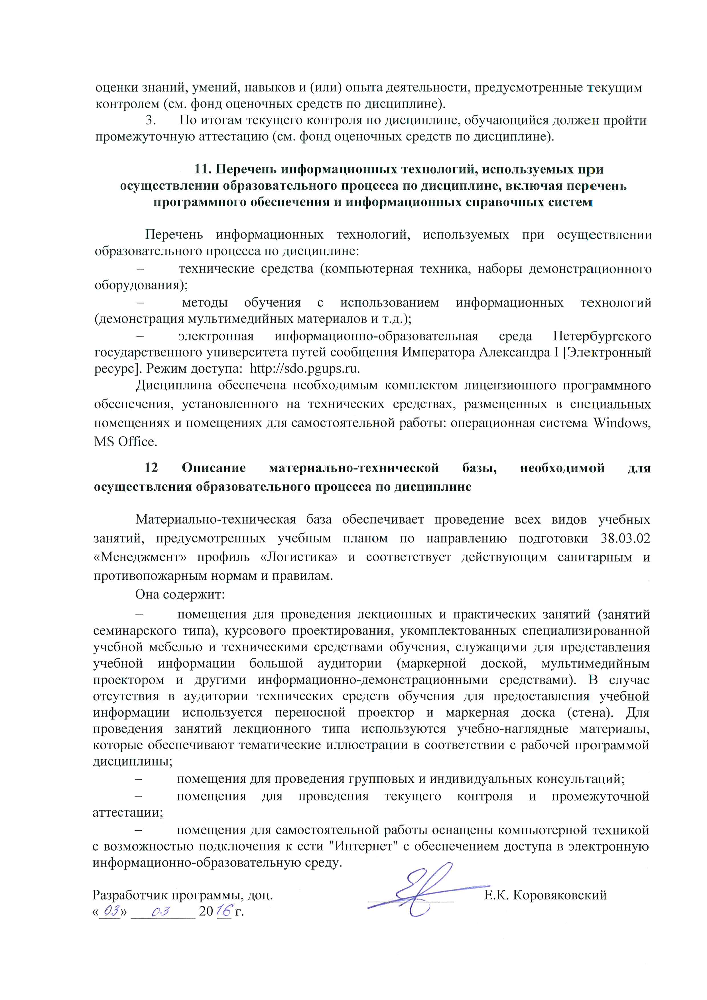 оценки знаний, умений, навыков и (или) опыта деятельности, предусмотренные текущим
контролем (см. фонд оценочных средств по дисциплине).
3. По итогам текущего контроля по дисциплине, обучающийся должен пройти
промежуточную аттестацию (см. фонд оценочных средств по дисциплине).
11. Перечень информационных технологий, используемых при
осуществлении образовательного процесса по дисциплине, включая перечень
программного обеспечения и информационных справочных систем
Перечень информационных технологий, используемых при осуществлении
образовательного процесса по дисциплине:
– технические средства (компьютерная техника, наборы демонстрационного
оборудования);
– методы обучения с использованием информационных технологий
(демонстрация мультимедийных материалов и т.д.);
– электронная информационно-образовательная среда Петербургского
государственного университета путей сообщения Императора Александра I [Электронный
ресурс]. Режим доступа: http://sdo.pgups.ru.
Дисциплина обеспечена необходимым комплектом лицензионного программного
обеспечения, установленного на технических средствах, размещенных в специальных
помещениях и помещениях для самостоятельной работы: операционная система Windows,
MS Office.
12 Описание материально-технической базы, необходимой для
осуществления образовательного процесса по дисциплине
Материально-техническая база обеспечивает проведение всех видов учебных
занятий, предусмотренных учебным планом по направлению подготовки 38.03.02
«Менеджмент» профиль «Логистика» и соответствует действующим санитарным и
противопожарным нормам и правилам.
Она содержит:
– помещения для проведения лекционных и практических занятий (занятий
семинарского типа), курсового проектирования, укомплектованных специализированной
учебной мебелью и техническими средствами обучения, служащими для представления
учебной информации большой аудитории (маркерной доской, мультимедийным
проектором и другими информационно-демонстрационными средствами). В случае
отсутствия в аудитории технических средств обучения для предоставления учебной
информации используется переносной проектор и маркерная доска (стена). Для
проведения занятий лекционного типа используются учебно-наглядные материалы,
которые обеспечивают тематические иллюстрации в соответствии с рабочей программой
дисциплины;
– помещения для проведения групповых и индивидуальных консультаций;
– помещения для проведения текущего контроля и промежуточной
аттестации;
– помещения для самостоятельной работы оснащены компьютерной техникой
с возможностью подключения к сети "Интернет" с обеспечением доступа в электронную
информационно-образовательную среду.
Разработчик программы, доц. ____________ Е.К. Коровяковский
«03» 03 2016 г.